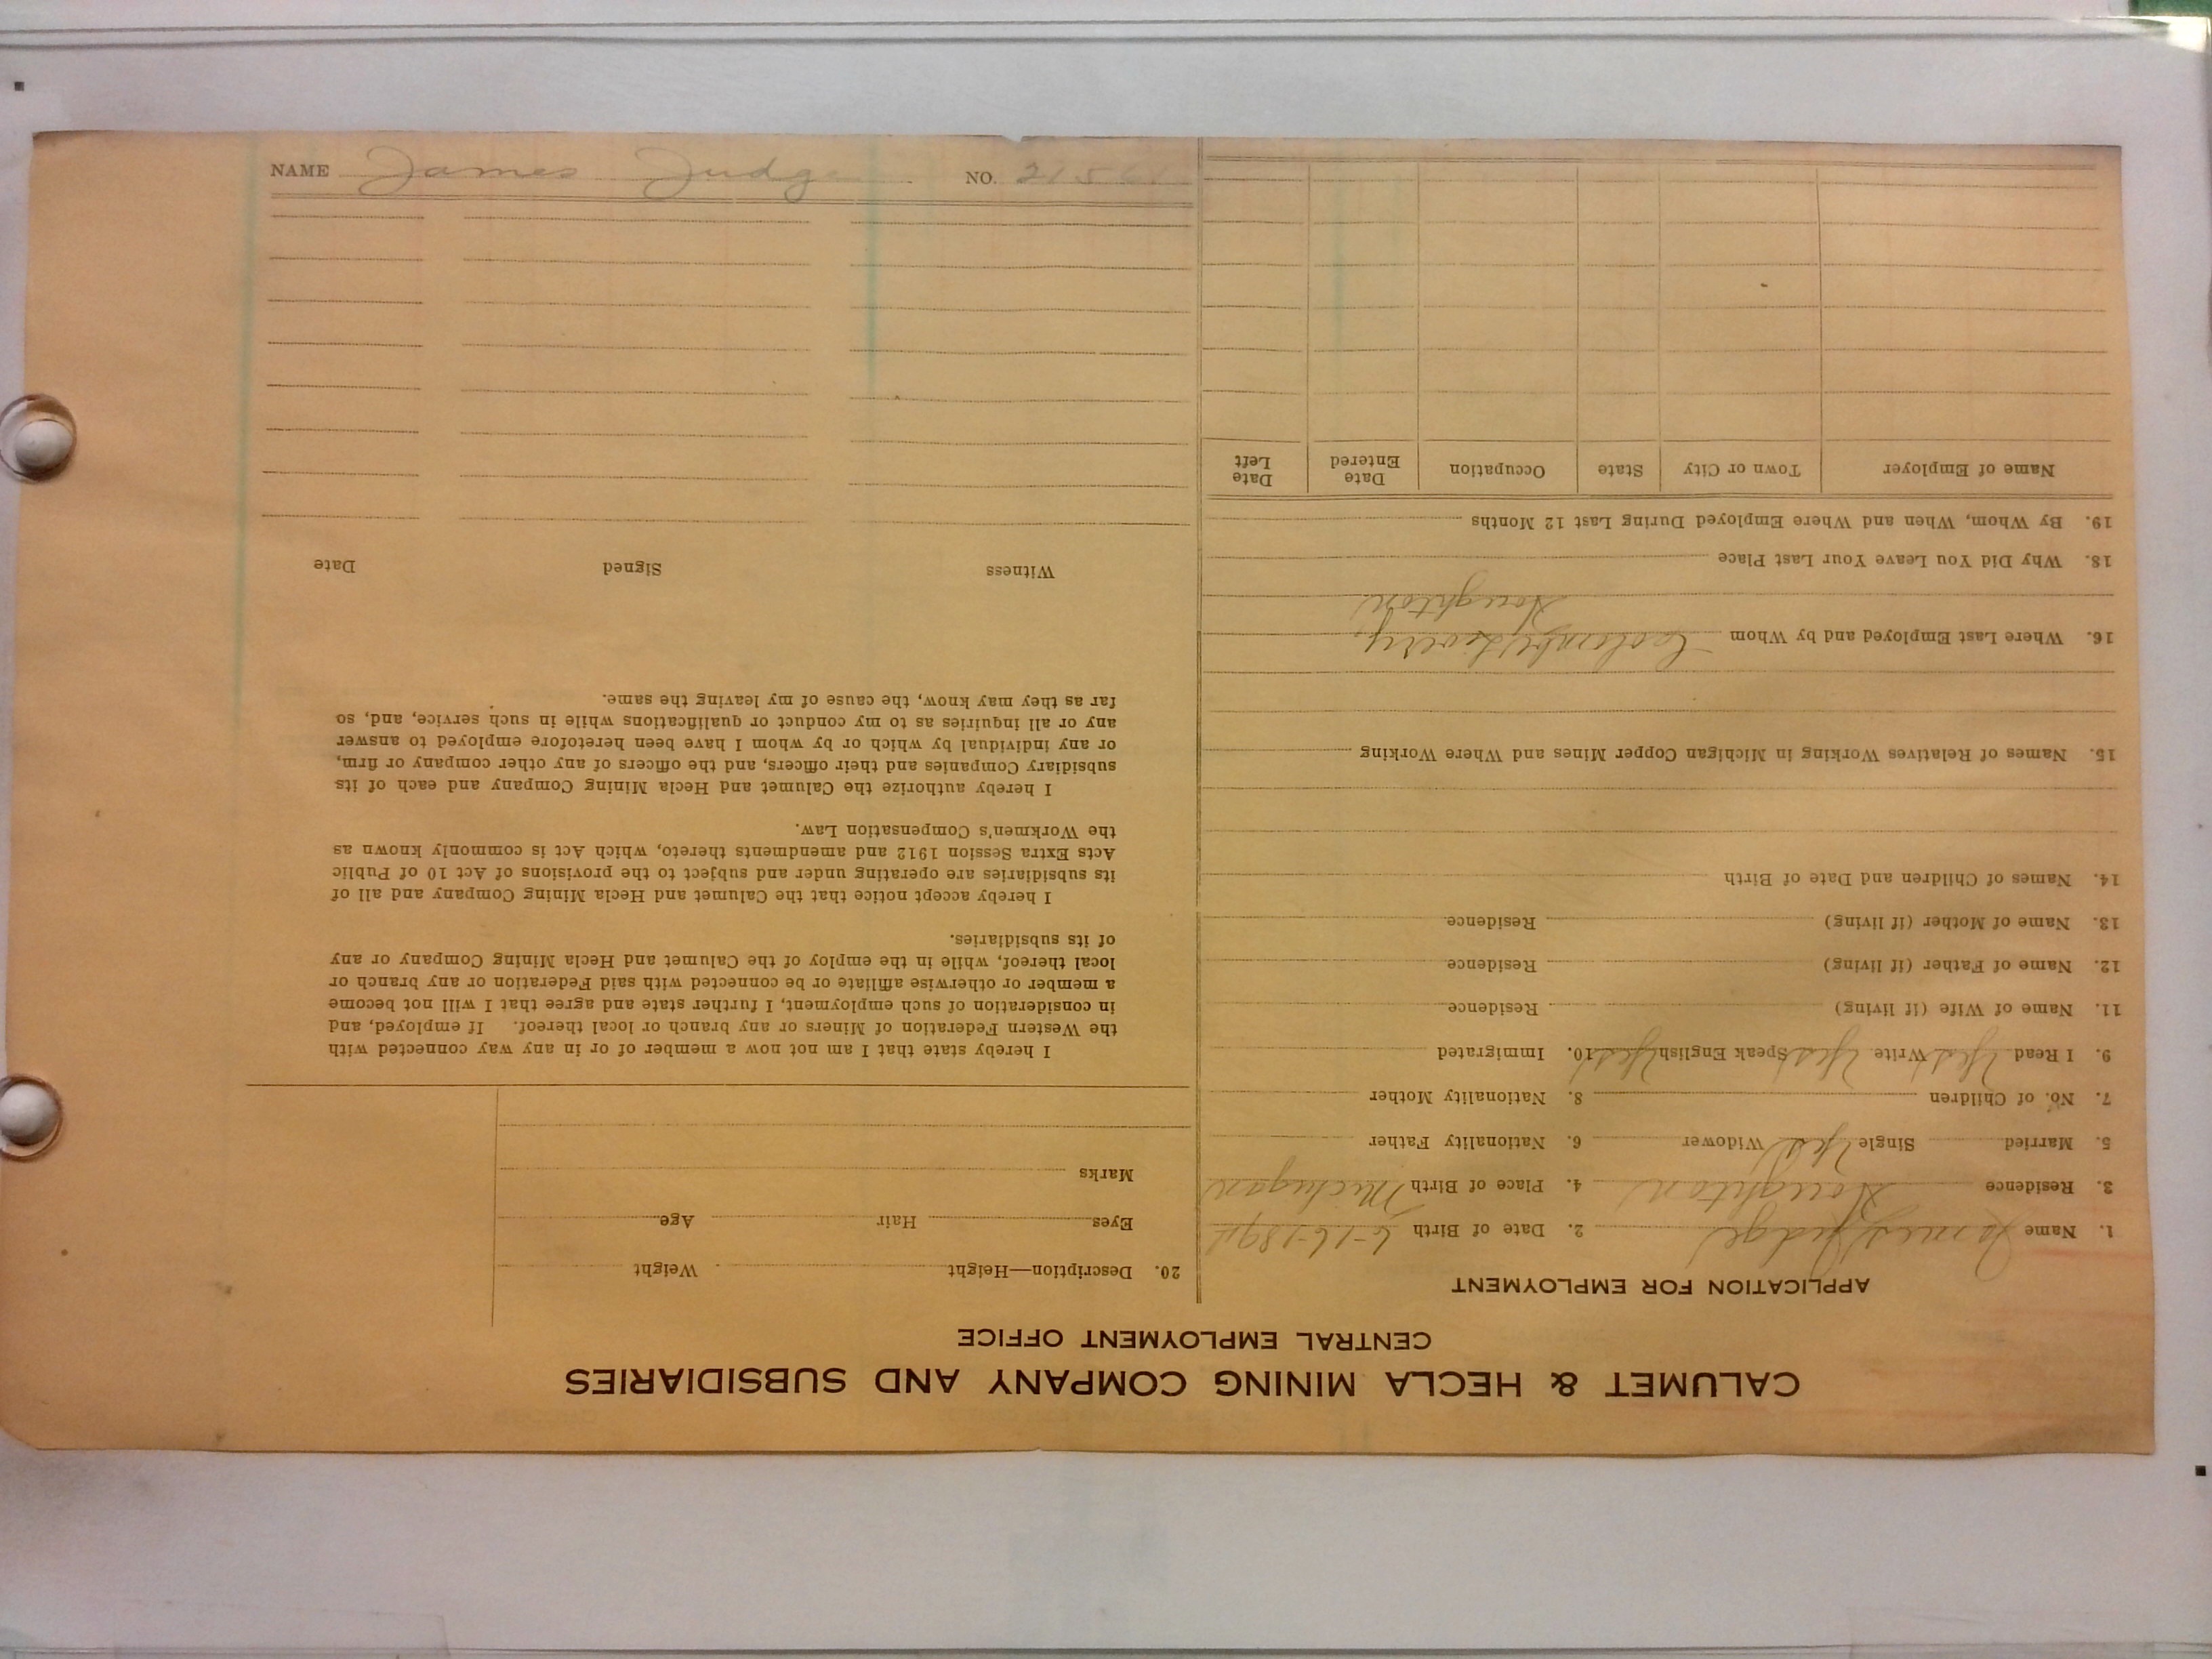 CALUMET & HECLA MINING COMPANY AND SUBSIDIARIES
CENTRAL EMPLOYMENT OFFICE
APPLICATION FOR EMPLOYMENT
1. Name James Judge 2. Date of Birth 6-16-1894
3. Residence Houghton 4. Place of Birth Michigan
5. Married Single Yes Widower 6. Nationality Father
7. No. of Children 8. Nationality Mother
9. I Read Yes Write Yes Speak English Yes 10. Immigrated
11. Name of Wife (if living) Residence
12. Name of Father (if living) Residence
13. Name of Mother (if living) Residence
14. Names of Children and Date of Birth
15. Names of Relatives Working in Michigan Copper Mines and Where Working
16. Where Last Employed and by Whom Livery
Houghton
18. Why Did You Leave Your Last Place
19. By Whom, When and Where Employed During Last 12 Months
Name of Employer Town or City State Occupation Date Entered Date Left
20. Description—Height Weight
Eyes Hair Age
Marks
I hereby state that I am not now a member of or in any way connected with
the Western Federation of Miners or any branch or local thereof. If employed, and
in consideration of such employment, I further state and agree that I will not become
a member or otherwise affiliate or be connected with said Federation or any branch or
local thereof, while in the employ of the Calumet and Hecla Mining Company or any
of its subsidiaries.
I hereby accept notice that the Calumet and Hecla Mining Company and all of
its subsidiaries are operating under and subject to the provisions of Act 10 of Public
Acts Extra Session 1912 and amendments thereto, which Act is commonly known as
the Workmen's Compensation Law.
I hereby authorize the Calumet and Hecla Mining Company and each of its
subsidiary Companies and their officers, and the officers of any other company or firm,
or any individual by which or by whom I have been heretofore employed to answer
any or all inquiries as to my conduct or qualifications while in such service, and, so
far as they may know, the cause of my leaving the same.
Witness Signed Date
NAME James Judge NO.